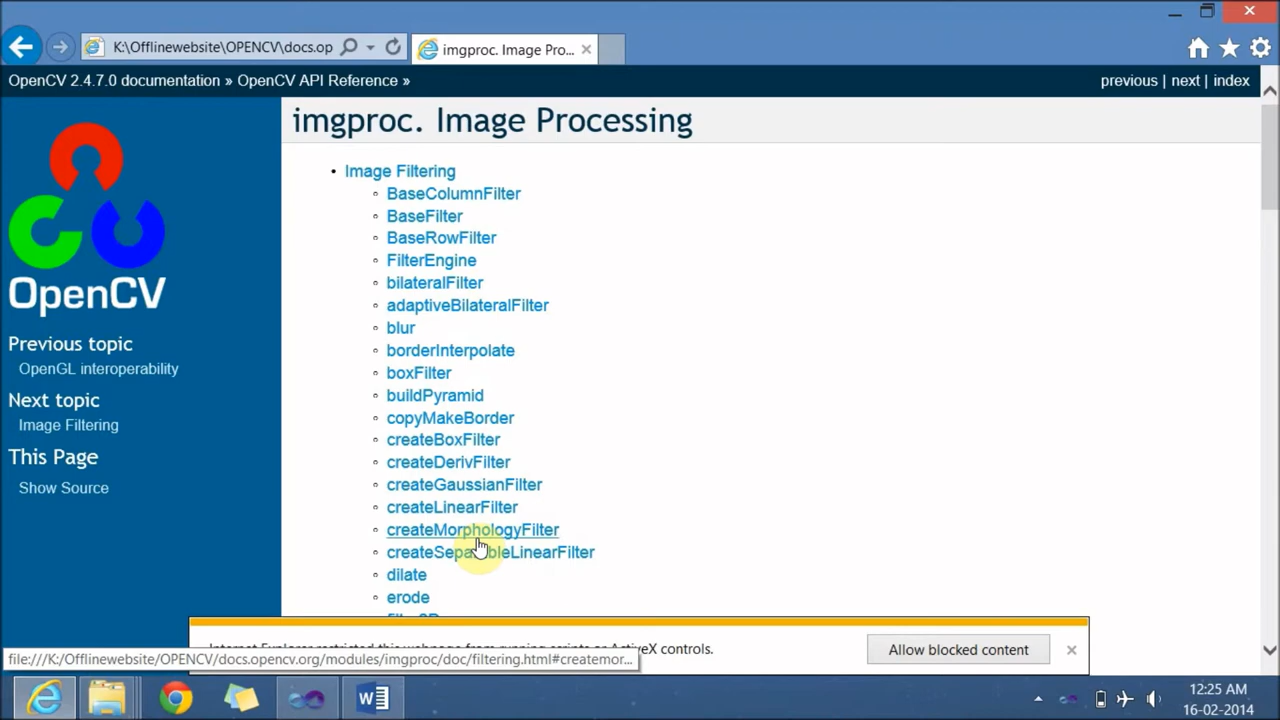 K:\Offlinewebsite\OPENCV\docs.op
imgproc. Image Pro...
OpenCV 2.4.7.0 documentation » OpenCV API Reference »
previous | next | index
imgproc. Image Processing
Image Filtering
BaseColumnFilter
BaseFilter
BaseRowFilter
FilterEngine
bilateralFilter
adaptiveBilateralFilter
blur
borderInterpolate
boxFilter
buildPyramid
copyMakeBorder
createBoxFilter
createDerivFilter
createGaussianFilter
createLinearFilter
createMorphologyFilter
createSeparableLinearFilter
dilate
erode
OpenCV
Previous topic
OpenGL interoperability
Next topic
Image Filtering
This Page
Show Source
Internet Explorer restricted this webpage from running scripts or ActiveX controls.
Allow blocked content
file:///K:/Offlinewebsite/OPENCV/docs.opencv.org/modules/imgproc/doc/filtering.html#createmor...
12:25 AM
16-02-2014